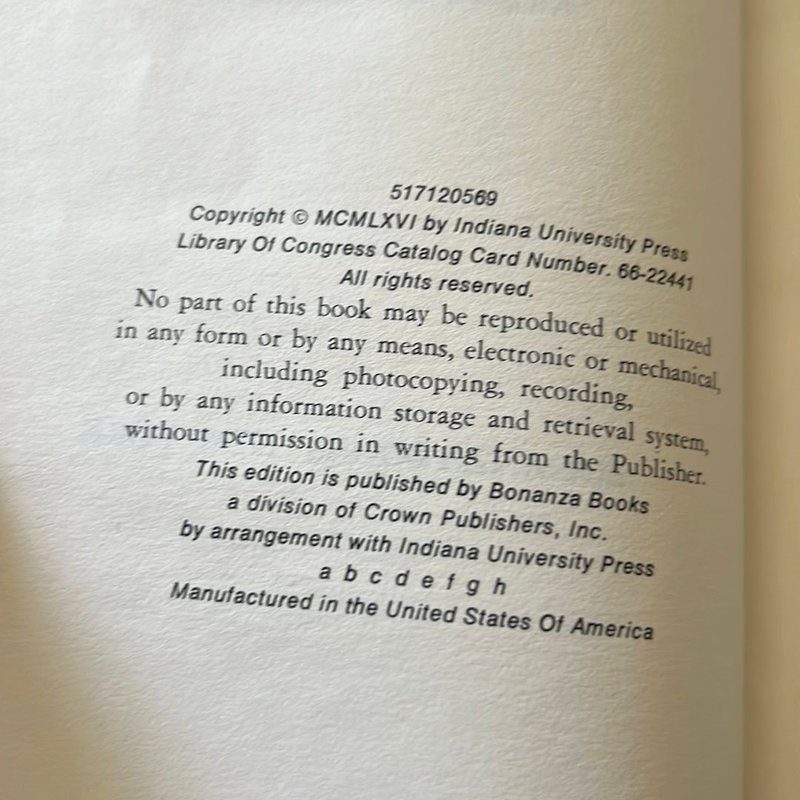 517120569
Copyright © MCMLXVI by Indiana University Press
Library Of Congress Catalog Card Number. 66-22441
All rights reserved.
No part of this book may be reproduced or utilized
in any form or by any means, electronic or mechanical,
including photocopying, recording,
or by any information storage and retrieval system,
without permission in writing from the Publisher.
This edition is published by Bonanza Books
a division of Crown Publishers, Inc.
by arrangement with Indiana University Press
a b c d e f g h
Manufactured in the United States Of America